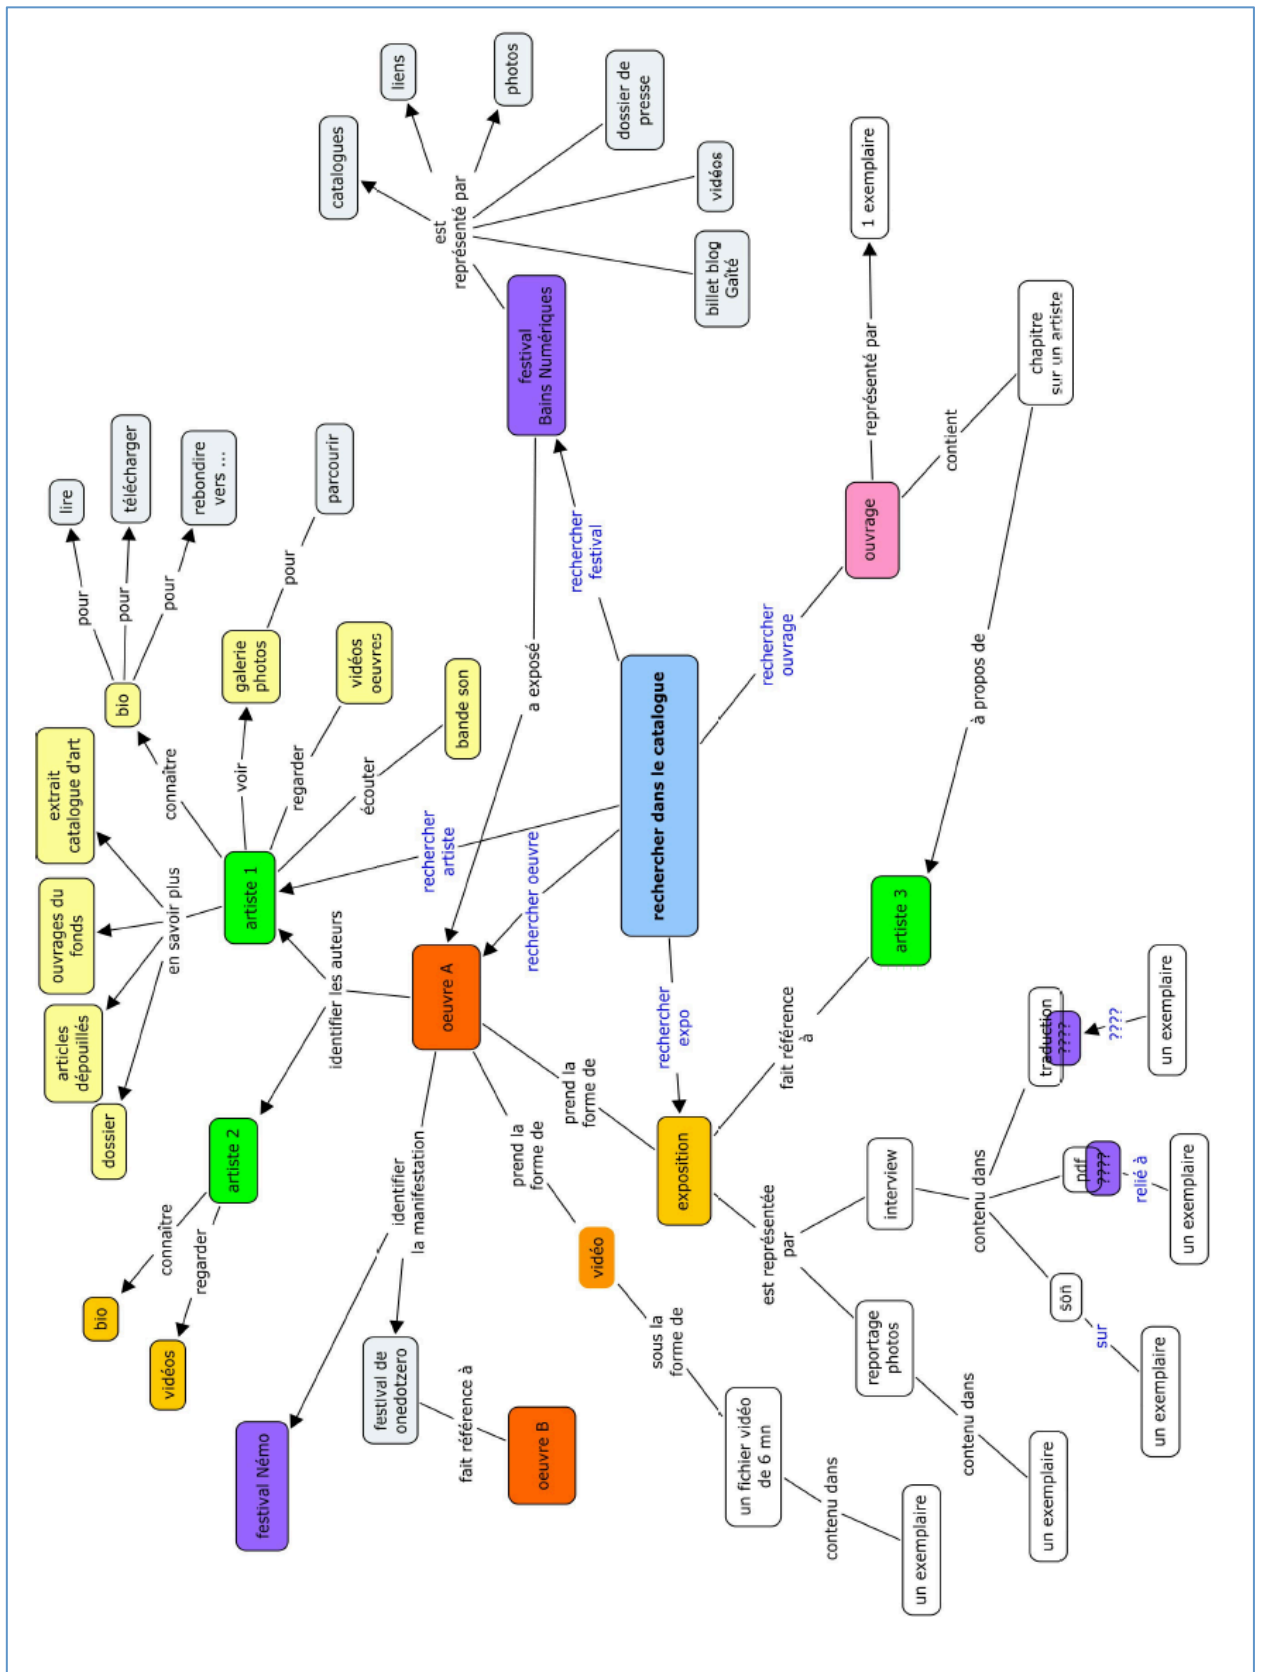 dossier
articles
dépouillés
ouvrages du
fonds
extrait
catalogue d'art
lire
bio
vidéos
connaître
regarder
en savoir plus
connaître
bio
pour
pour
pour
télécharger
rebondire
vers ...
festival Némo
artiste 2
artiste 1
voir
regarder
écouter
galerie
photos
vidéos
oeuvres
bande son
pour
parcourir
identifier les auteurs
catalogues
liens
photos
dossier de
presse
vidéos
billet blog
Gaîté
est
représenté par
festival de
onedotzero
identifier
la manifestation
oeuvre A
rechercher
artiste
rechercher oeuvre
a exposé
festival
Bains Numériques
rechercher
festival
fait référence à
oeuvre B
prend la
forme de
prend la
forme de
vidéo
sous la
forme de
un fichier vidéo
de 6 mn
contenu dans
un exemplaire
rechercher dans le catalogue
rechercher
expo
exposition
rechercher
ouvrage
ouvrage
représenté par
1 exemplaire
contient
chapitre
sur un artiste
à propos de
artiste 3
fait référence
à
est représentée
par
reportage
photos
interview
contenu dans
un exemplaire
contenu dans
son
sur
un exemplaire
pdf
????
relié à
un exemplaire
traduction
????
????
un exemplaire